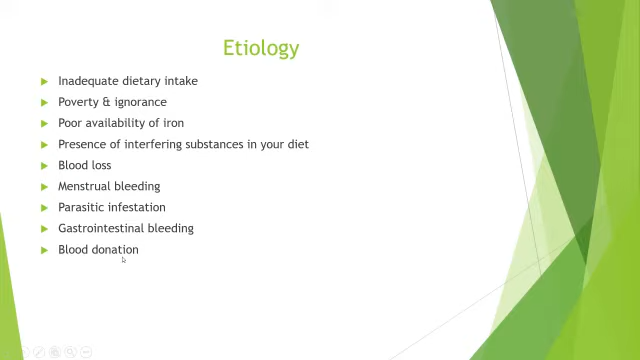 Etiology
Inadequate dietary intake
Poverty & ignorance
Poor availability of iron
Presence of interfering substances in your diet
Blood loss
Menstrual bleeding
Parasitic infestation
Gastrointestinal bleeding
Blood donation